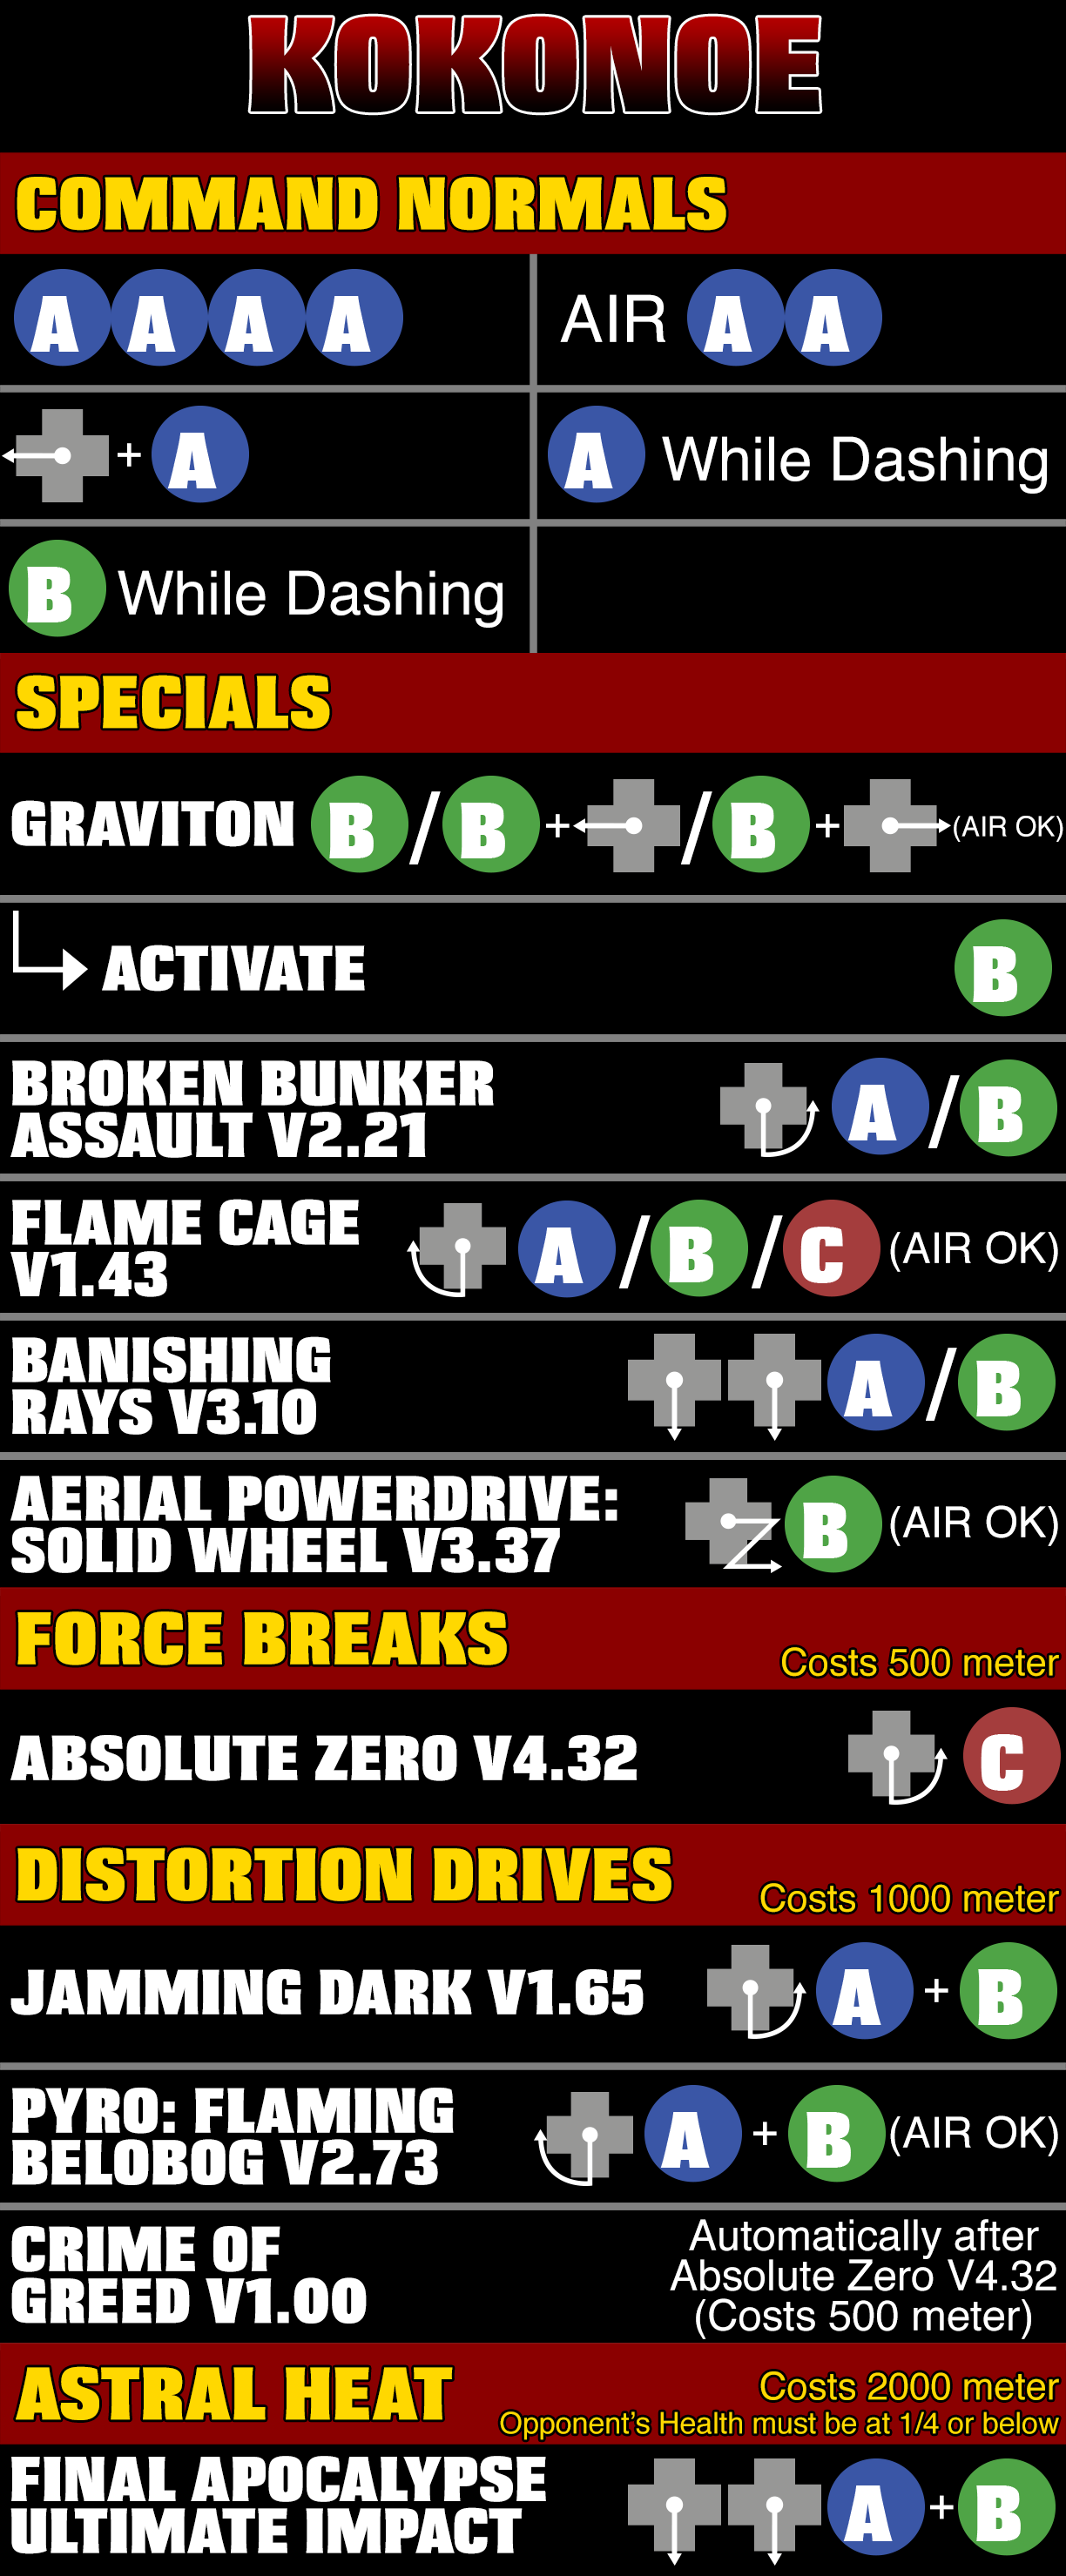 KOKONOE
COMMAND NORMALS
A A A A
AIR A A
+ A
A While Dashing
B While Dashing
SPECIALS
GRAVITON B / B + / B + (AIR OK)
ACTIVATE B
BROKEN BUNKER
ASSAULT V2.21
A / B
FLAME CAGE
V1.43
A / B / C (AIR OK)
BANISHING
RAYS V3.10
A / B
AERIAL POWERDRIVE:
SOLID WHEEL V3.37
B (AIR OK)
FORCE BREAKS
Costs 500 meter
ABSOLUTE ZERO V4.32 C
DISTORTION DRIVES
Costs 1000 meter
JAMMING DARK V1.65 A + B
PYRO: FLAMING
BELOBOG V2.73
A + B (AIR OK)
CRIME OF
GREED V1.00
Automatically after
Absolute Zero V4.32
(Costs 500 meter)
ASTRAL HEAT
Costs 2000 meter
Opponent's Health must be at 1/4 or below
FINAL APOCALYPSE
ULTIMATE IMPACT
A + B